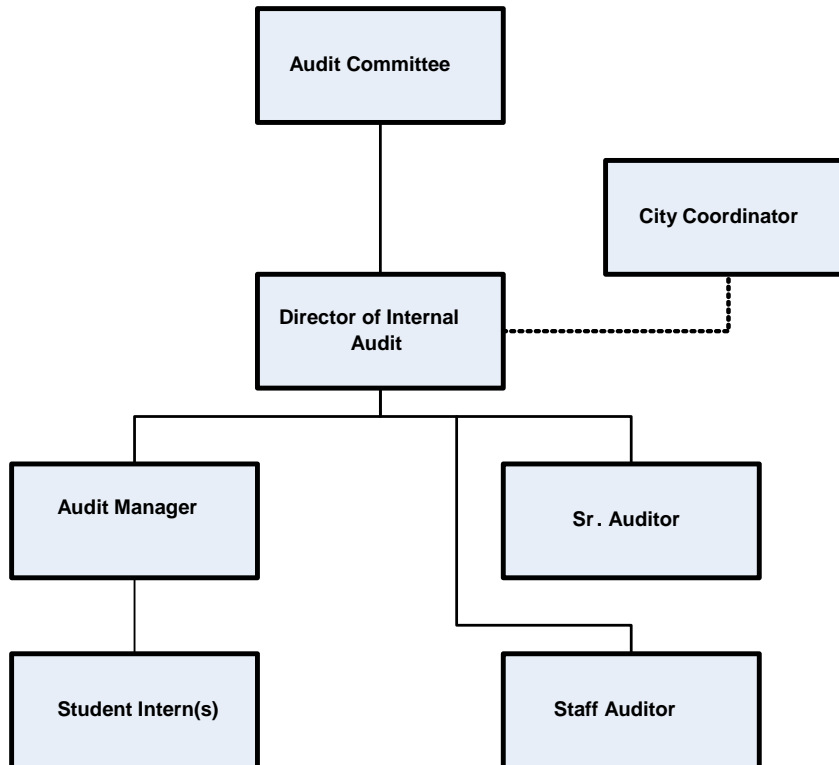 Audit Committee
City Coordinator
Director of Internal
Audit
Audit Manager
Sr. Auditor
Student Intern(s)
Staff Auditor